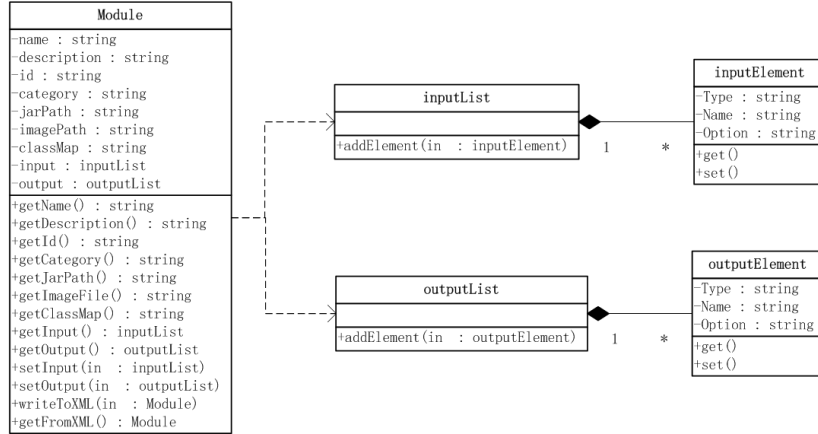 Module
-name : string
-description : string
-id : string
-category : string
-jarPath : string
-imagePath : string
-classMap : string
-input : inputList
-output : outputList
+getName() : string
+getDescription() : string
+getId() : string
+getCategory() : string
+getJarPath() : string
+getImageFile() : string
+getClassMap() : string
+getInput() : inputList
+getOutput() : outputList
+setInput(in : inputList)
+setOutput(in : outputList)
+writeToXML(in : Module)
+getFromXML() : Module
inputList
+addElement(in : inputElement)
1 *
inputElement
-Type : string
-Name : string
-Option : string
+get()
+set()
outputList
+addElement(in : outputElement)
1 *
outputElement
-Type : string
-Name : string
-Option : string
+get()
+set()